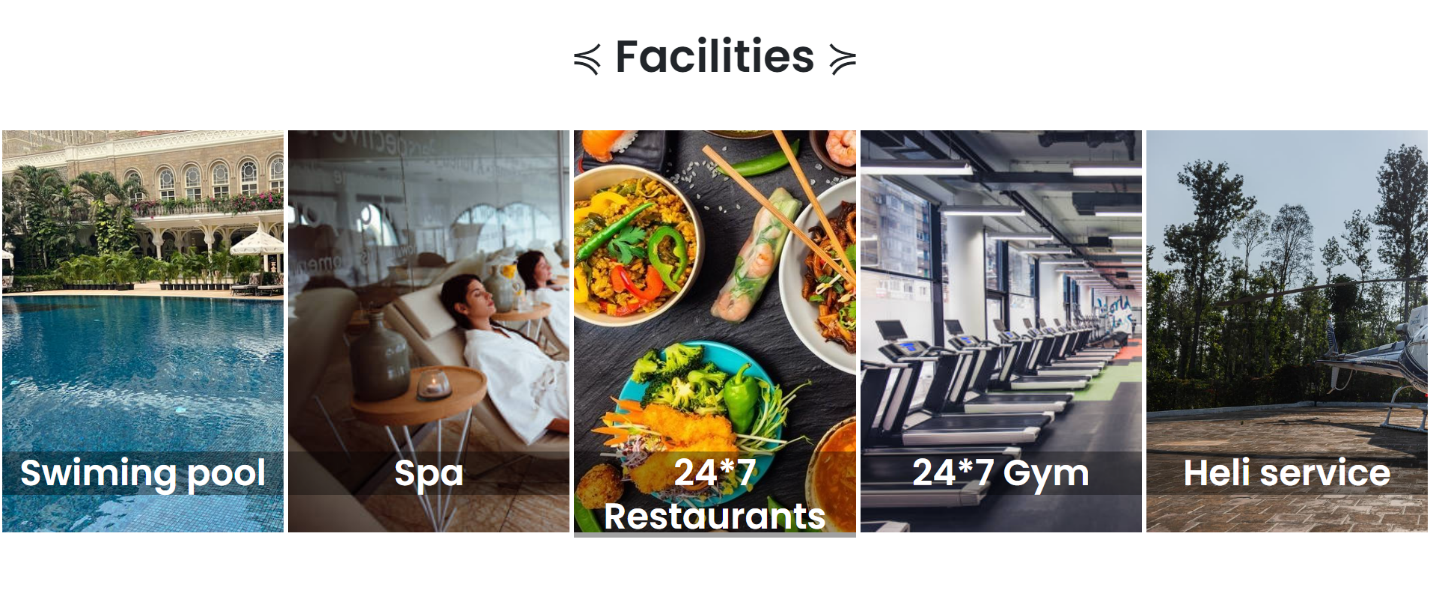 ≼ Facilities ≽
Swiming pool
Spa
24*7
Restaurants
24*7 Gym
Heli service